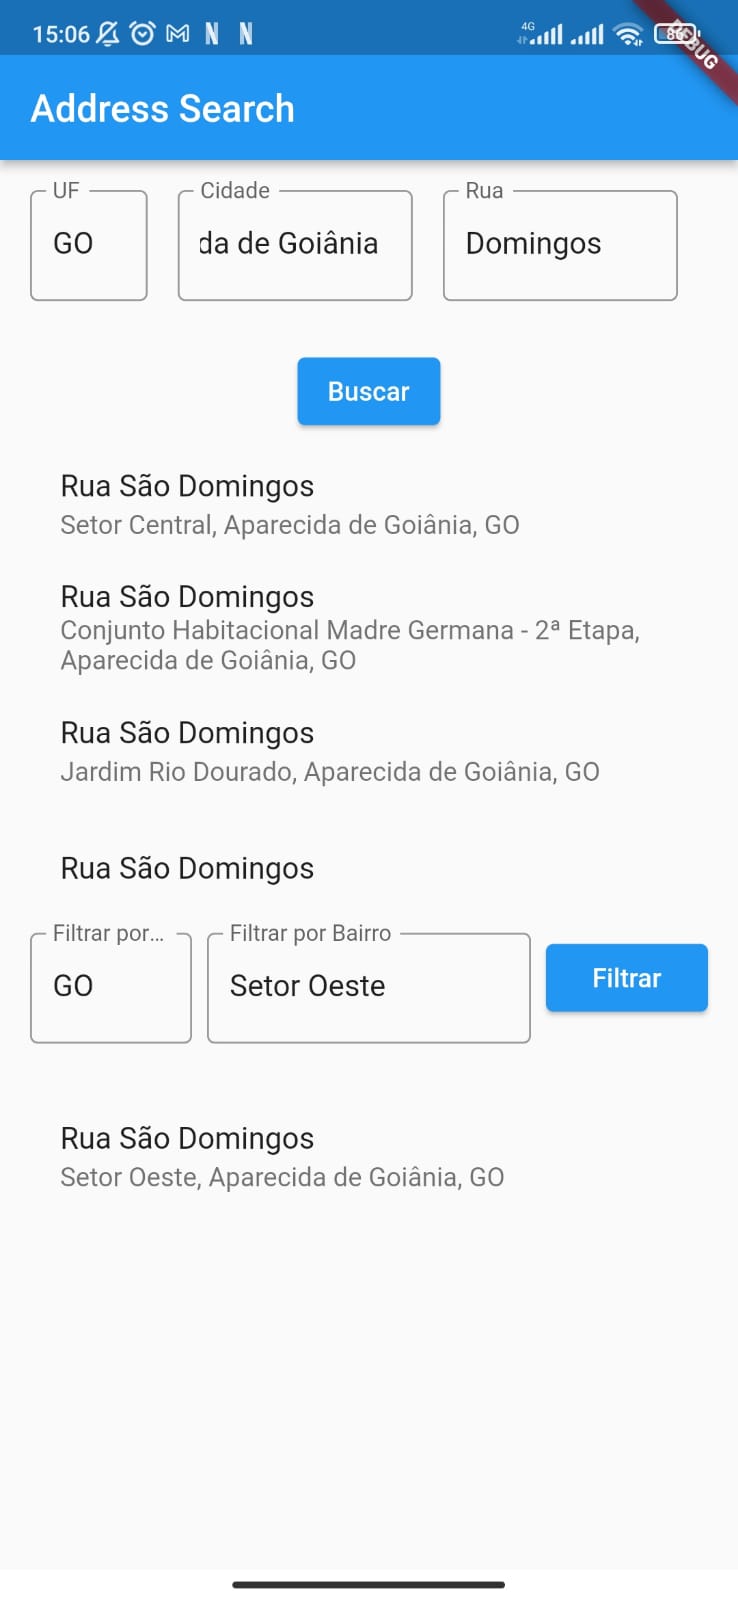 15:06 N N 4G 86
DEBUG
Address Search
UF Cidade Rua
GO da de Goiânia Domingos
Buscar
Rua São Domingos
Setor Central, Aparecida de Goiânia, GO
Rua São Domingos
Conjunto Habitacional Madre Germana - 2ª Etapa,
Aparecida de Goiânia, GO
Rua São Domingos
Jardim Rio Dourado, Aparecida de Goiânia, GO
Rua São Domingos
Filtrar por... Filtrar por Bairro
GO Setor Oeste Filtrar
Rua São Domingos
Setor Oeste, Aparecida de Goiânia, GO